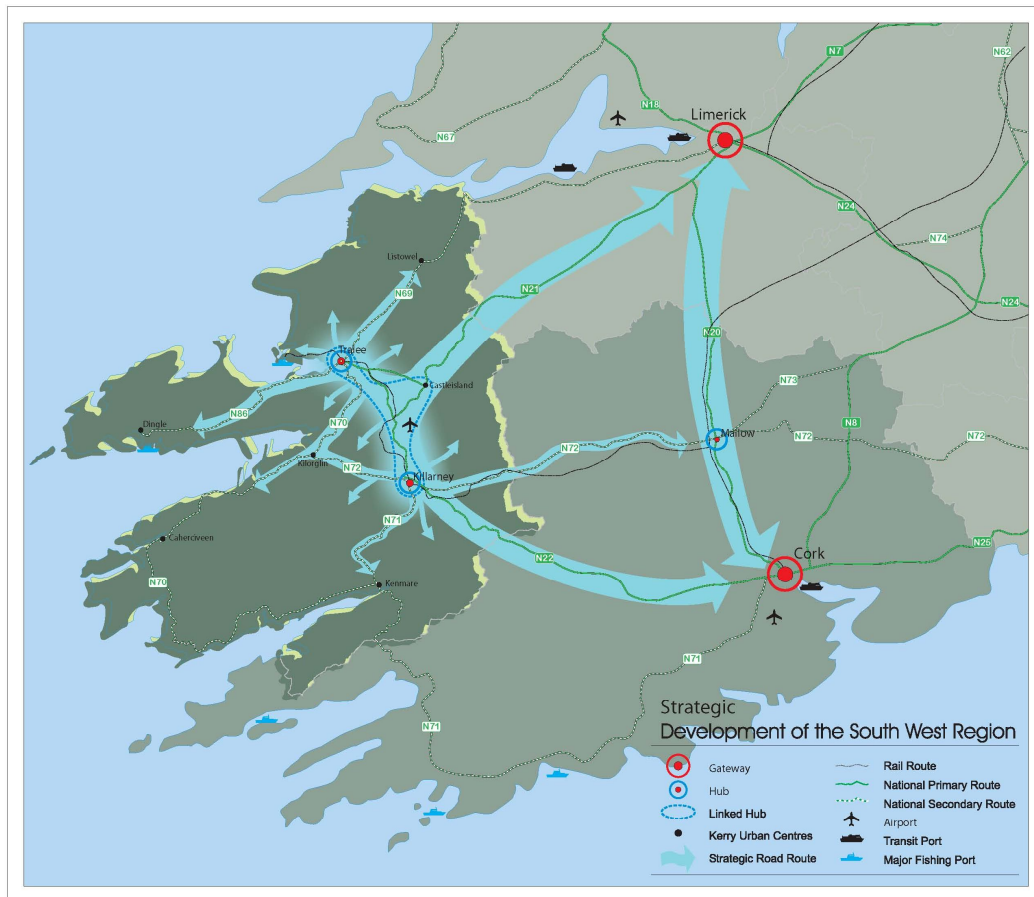 N7
N62
N18
Limerick
N67
N24
N74
Listowel
N69
N21
N24
N20
Tralee
Castleisland
N73
N86
Dingle
N70
N8
Mallow
N72
N72
Killorglin
N72
Killarney
N71
Caherciveen
N25
N22
Cork
N70
Kenmare
N71
N71
Strategic
Development of the South West Region
Gateway
Hub
Linked Hub
Kerry Urban Centres
Strategic Road Route
Rail Route
National Primary Route
National Secondary Route
Airport
Transit Port
Major Fishing Port